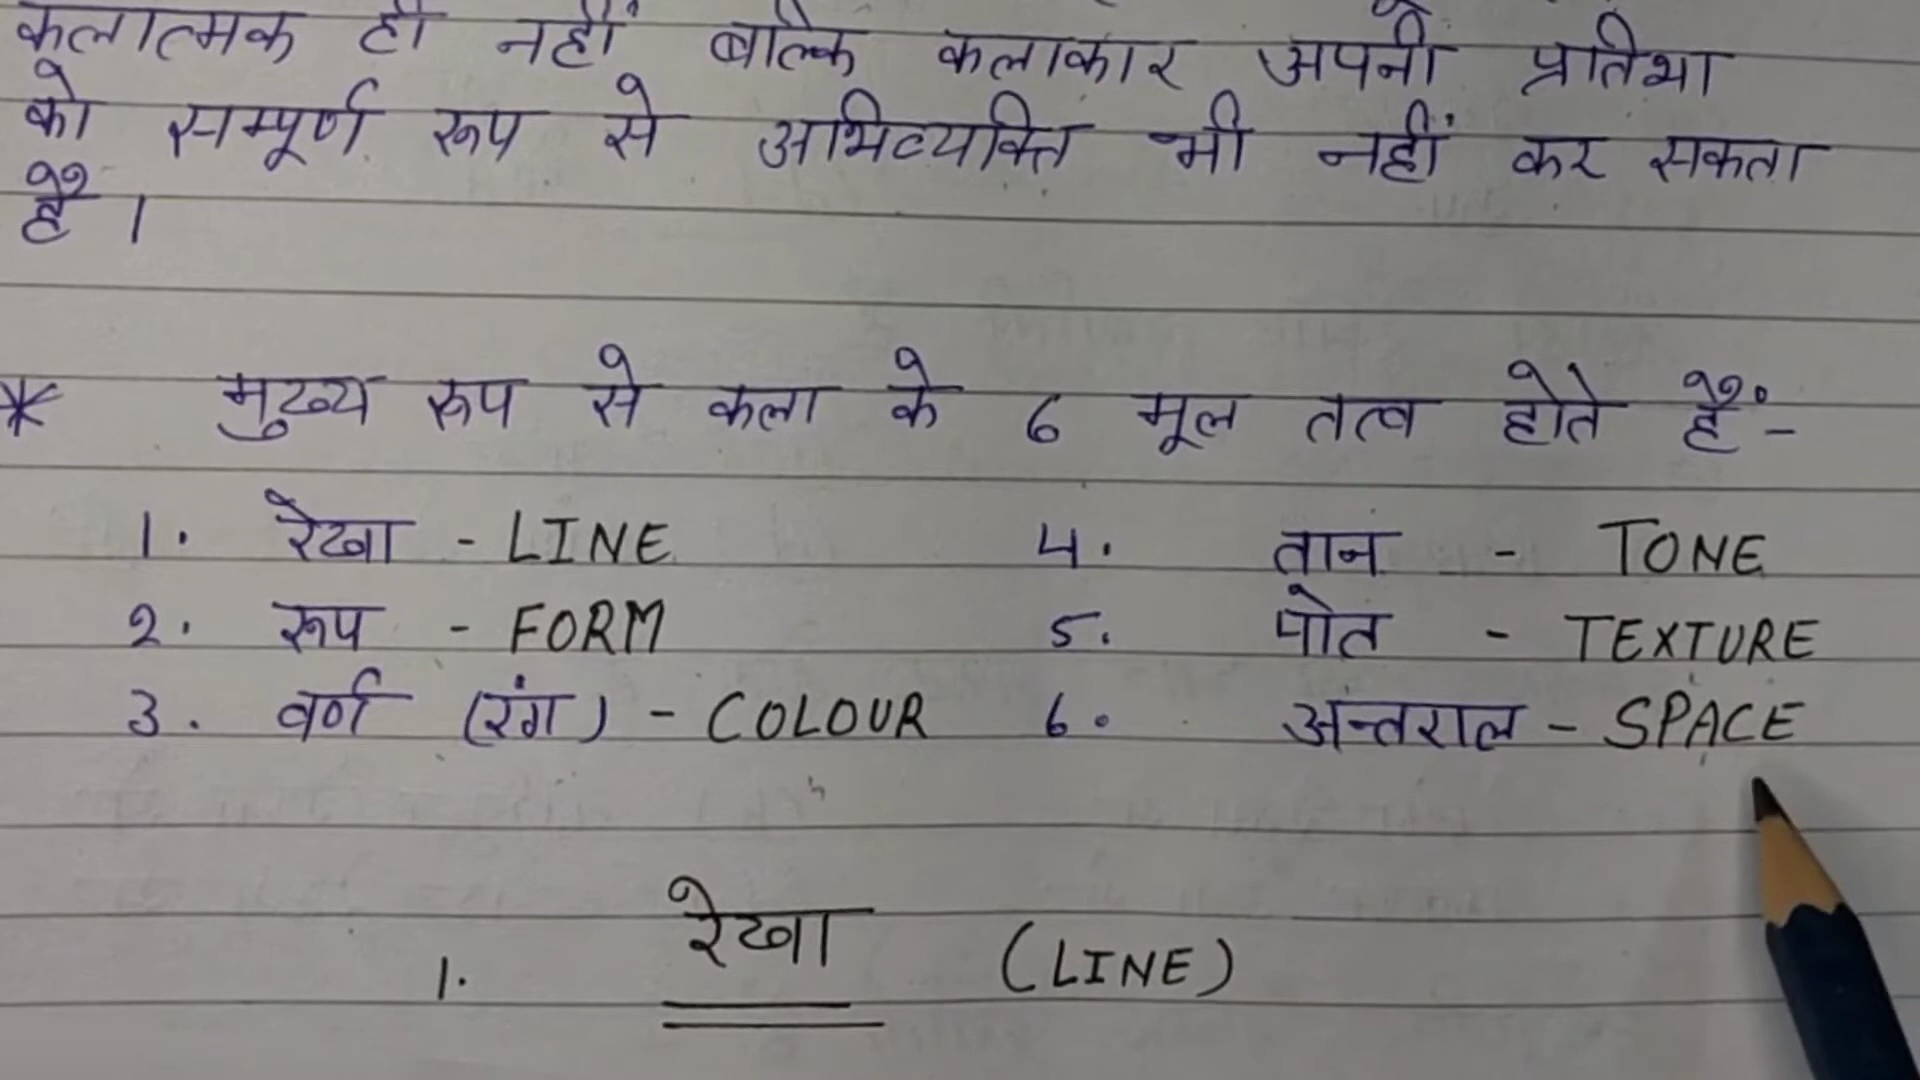 कलात्मक ही नहीं बल्कि कलाकार अपनी प्रतिभा
को सम्पूर्ण रूप से अभिव्यक्ति भी नहीं कर सकता
है ।
* मुख्य रूप से कला के 6 मूल तत्व होते हैं:-
1. रेखा - LINE 4. तान - TONE
2. रूप - FORM 5. पोत - TEXTURE
3. वर्ण (रंग) - COLOUR 6. अन्तराल - SPACE
1. रेखा (LINE)